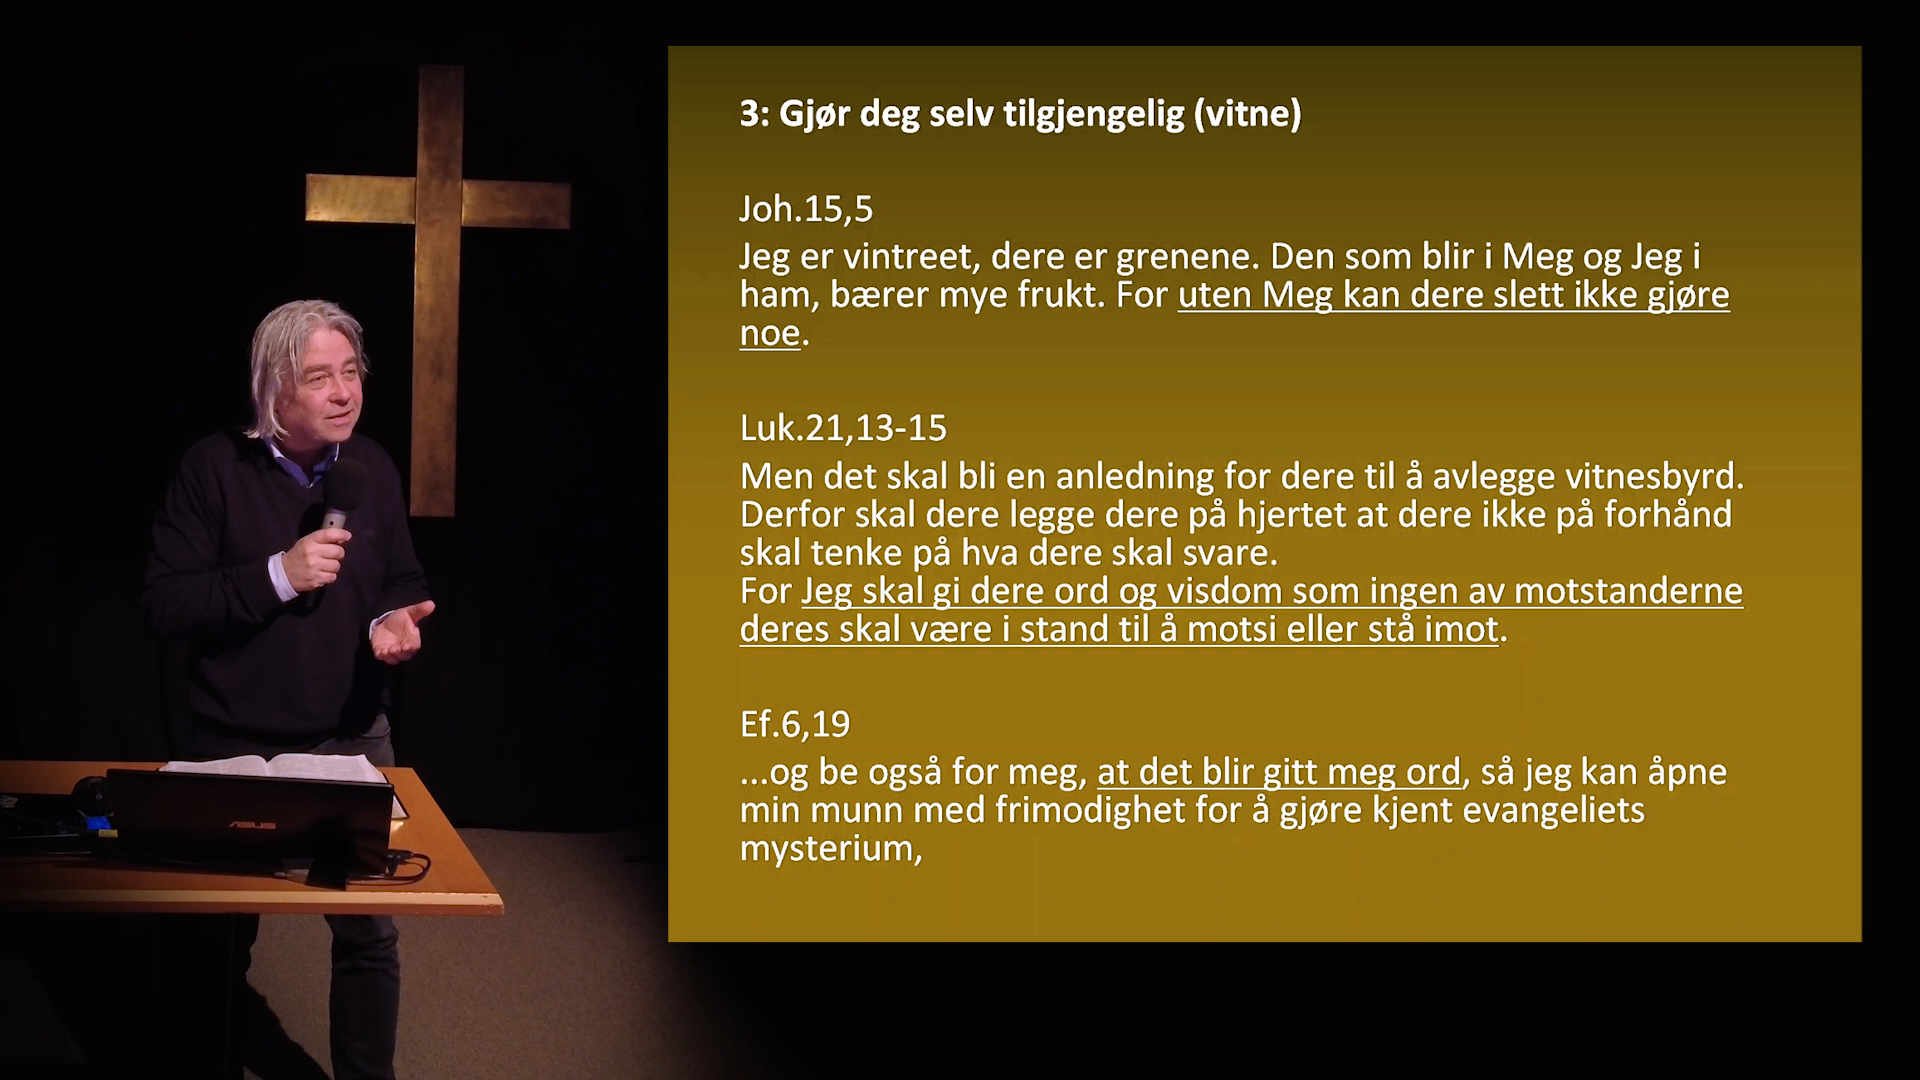 3: Gjør deg selv tilgjengelig (vitne)
Joh.15,5
Jeg er vintreet, dere er grenene. Den som blir i Meg og Jeg i
ham, bærer mye frukt. For uten Meg kan dere slett ikke gjøre
noe.
Luk.21,13-15
Men det skal bli en anledning for dere til å avlegge vitnesbyrd.
Derfor skal dere legge dere på hjertet at dere ikke på forhånd
skal tenke på hva dere skal svare.
For Jeg skal gi dere ord og visdom som ingen av motstanderne
deres skal være i stand til å motsi eller stå imot.
Ef.6,19
...og be også for meg, at det blir gitt meg ord, så jeg kan åpne
min munn med frimodighet for å gjøre kjent evangeliets
mysterium,
ASUS